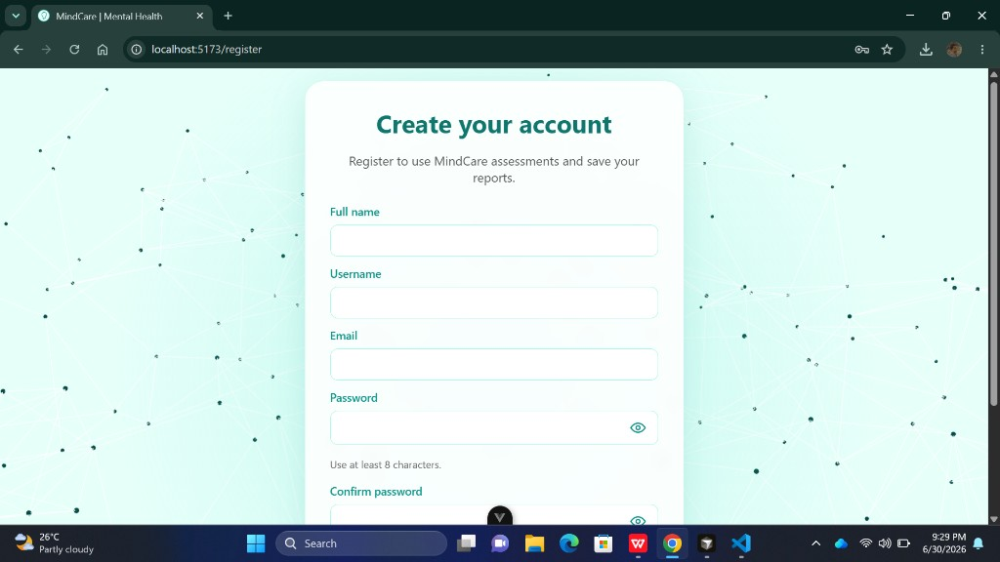 MindCare | Mental Health
localhost:5173/register
Create your account
Register to use MindCare assessments and save your
reports.
Full name
Username
Email
Password
Use at least 8 characters.
Confirm password
26°C
Partly cloudy
Search
9:29 PM
6/30/2026